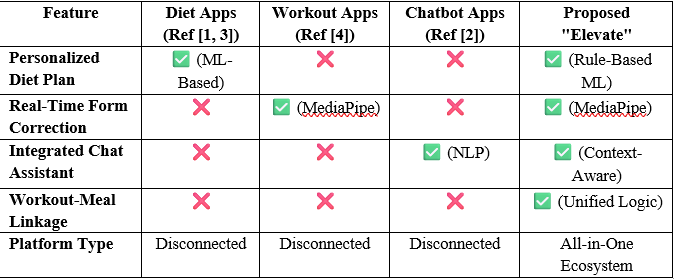 Feature Diet Apps Workout Apps Chatbot Apps Proposed
(Ref [1, 3]) (Ref [4]) (Ref [2]) "Elevate"
Personalized ✅ (ML- ❌ ❌ ✅ (Rule-Based
Diet Plan Based) ML)
Real-Time Form ❌ ✅ (MediaPipe) ❌ ✅ (MediaPipe)
Correction
Integrated Chat ❌ ❌ ✅ (NLP) ✅ (Context-
Assistant Aware)
Workout-Meal ❌ ❌ ❌ ✅ (Unified Logic)
Linkage
Platform Type Disconnected Disconnected Disconnected All-in-One
Ecosystem